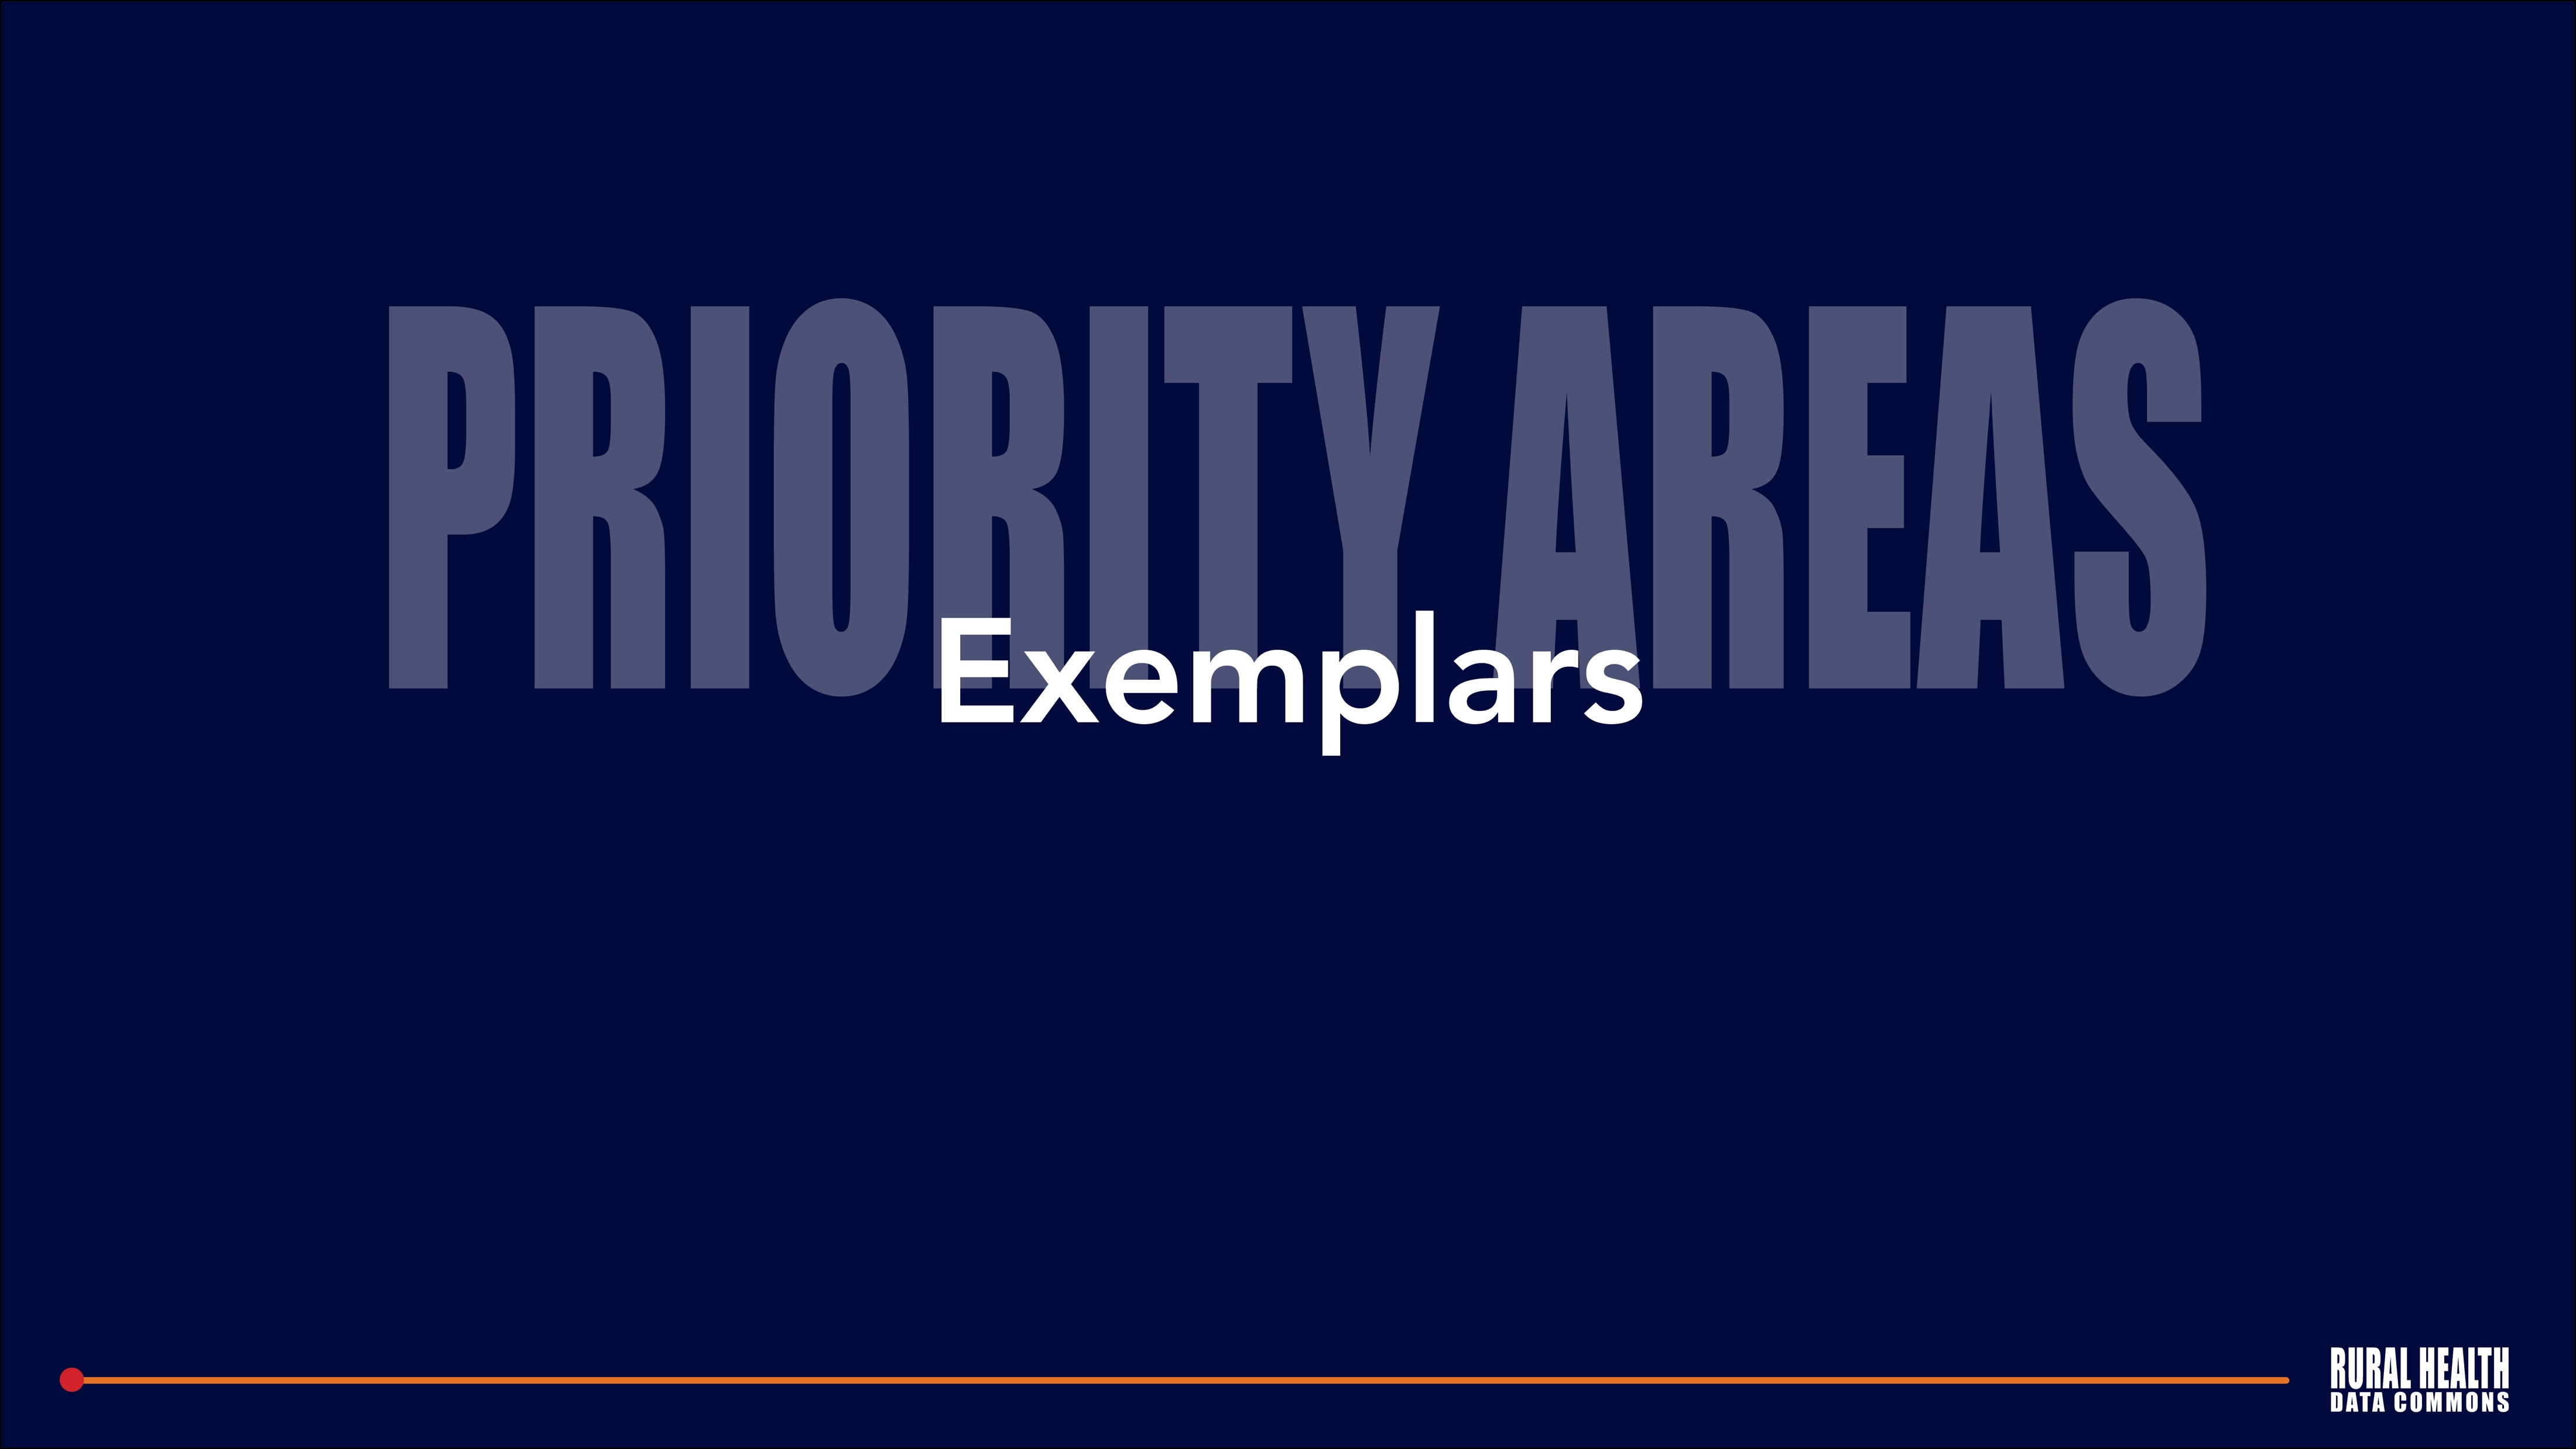 PRIORITY AREAS
Exemplars
RURAL HEALTH
DATA COMMONS